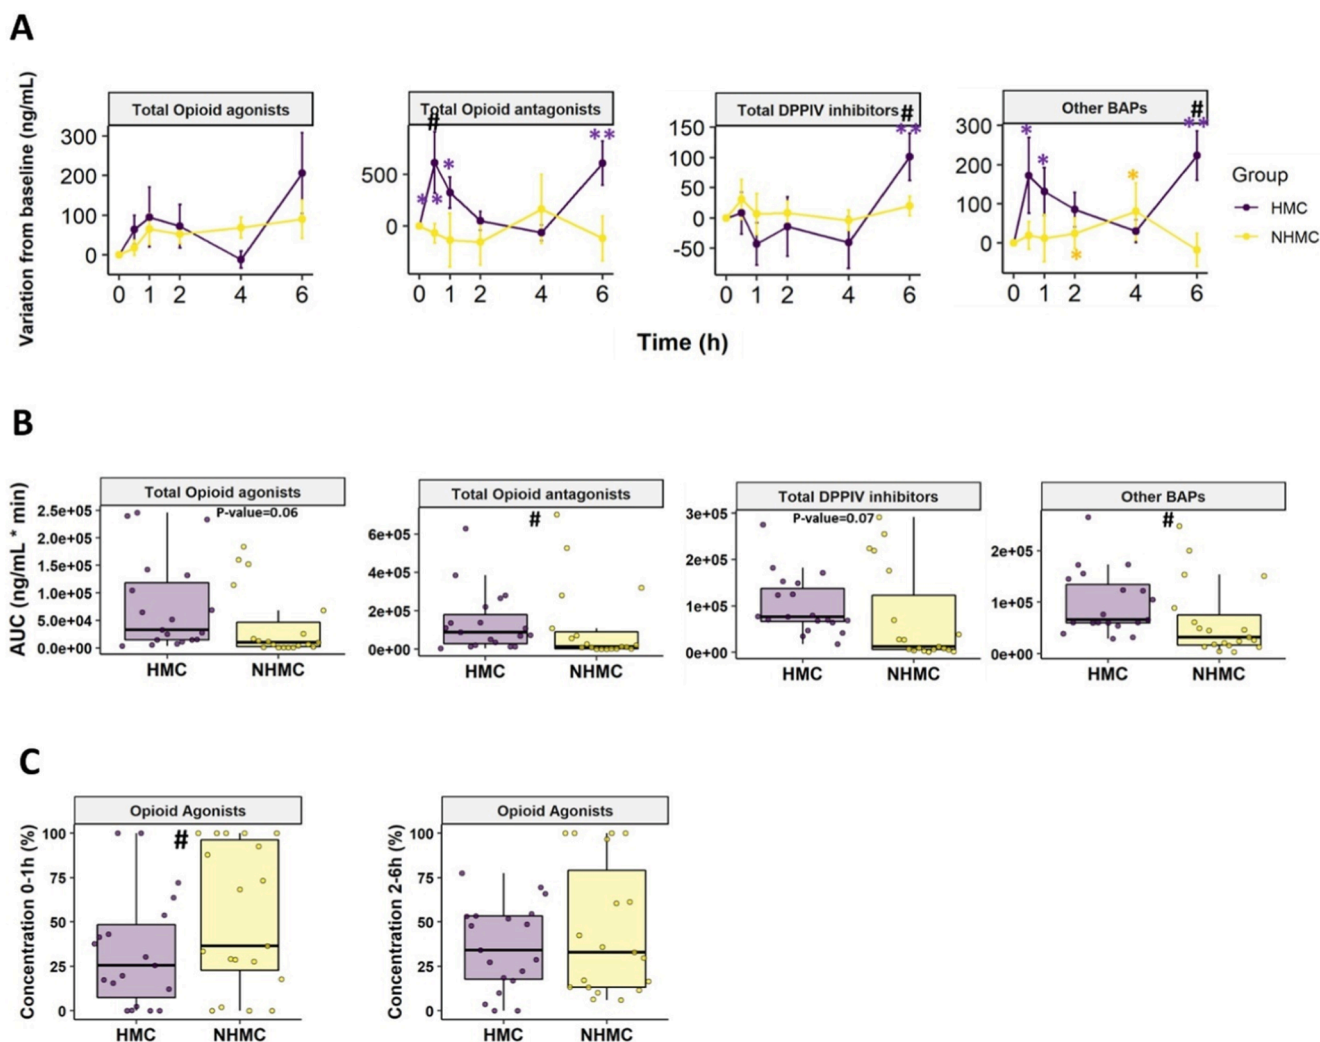 A
Variation from baseline (ng/mL)
Total Opioid agonists
Total Opioid antagonists
Total DPPIV inhibitors
Other BAPs
300
200
100
0
500
0
150
100
50
0
-50
300
200
100
0
#
**
*
**
#
**
*
*
*
*
#
**
0 1 2 4 6
0 1 2 4 6
0 1 2 4 6
0 1 2 4 6
Group
HMC
NHMC
Time (h)
B
AUC (ng/mL * min)
Total Opioid agonists
Total Opioid antagonists
Total DPPIV inhibitors
Other BAPs
P-value=0.06
#
P-value=0.07
#
2.5e+05
2.0e+05
1.5e+05
1.0e+05
5.0e+04
0.0e+00
6e+05
4e+05
2e+05
0e+00
3e+05
2e+05
1e+05
0e+00
2e+05
1e+05
0e+00
HMC NHMC
HMC NHMC
HMC NHMC
HMC NHMC
C
Concentration 0-1h (%)
Opioid Agonists
#
100
75
50
25
0
HMC NHMC
Concentration 2-6h (%)
Opioid Agonists
100
75
50
25
0
HMC NHMC